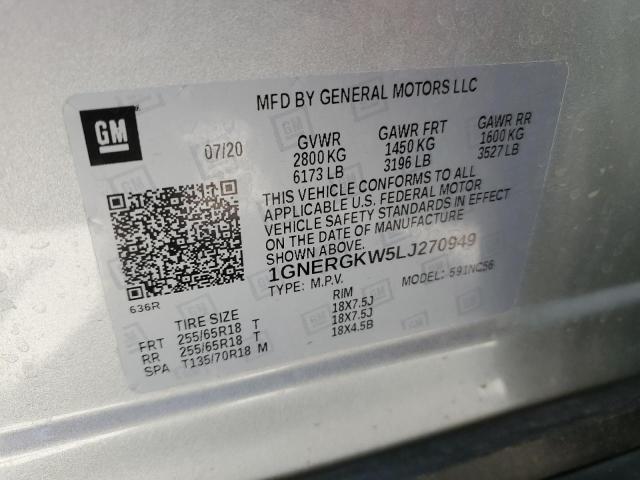 MFD BY GENERAL MOTORS LLC
GM
07/20 GVWR GAWR FRT GAWR RR
2800 KG 1450 KG 1600 KG
6173 LB 3196 LB 3527 LB
THIS VEHICLE CONFORMS TO ALL
APPLICABLE U.S. FEDERAL MOTOR
VEHICLE SAFETY STANDARDS IN EFFECT
ON THE DATE OF MANUFACTURE
SHOWN ABOVE.
1GNERGKW5LJ270949
TYPE: M.P.V. MODEL: 591NC56
636R
TIRE SIZE RIM
FRT 255/65R18 T 18X7.5J
RR 255/65R18 T 18X7.5J
SPA T135/70R18 M 18X4.5B